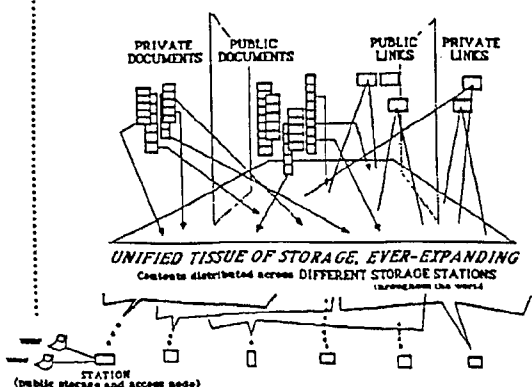 PRIVATE DOCUMENTS
PUBLIC DOCUMENTS
PUBLIC LINKS
PRIVATE LINKS
UNIFIED TISSUE OF STORAGE, EVER-EXPANDING
Contents distributed across DIFFERENT STORAGE STATIONS
throughout the world
STATION
(public storage and access node)